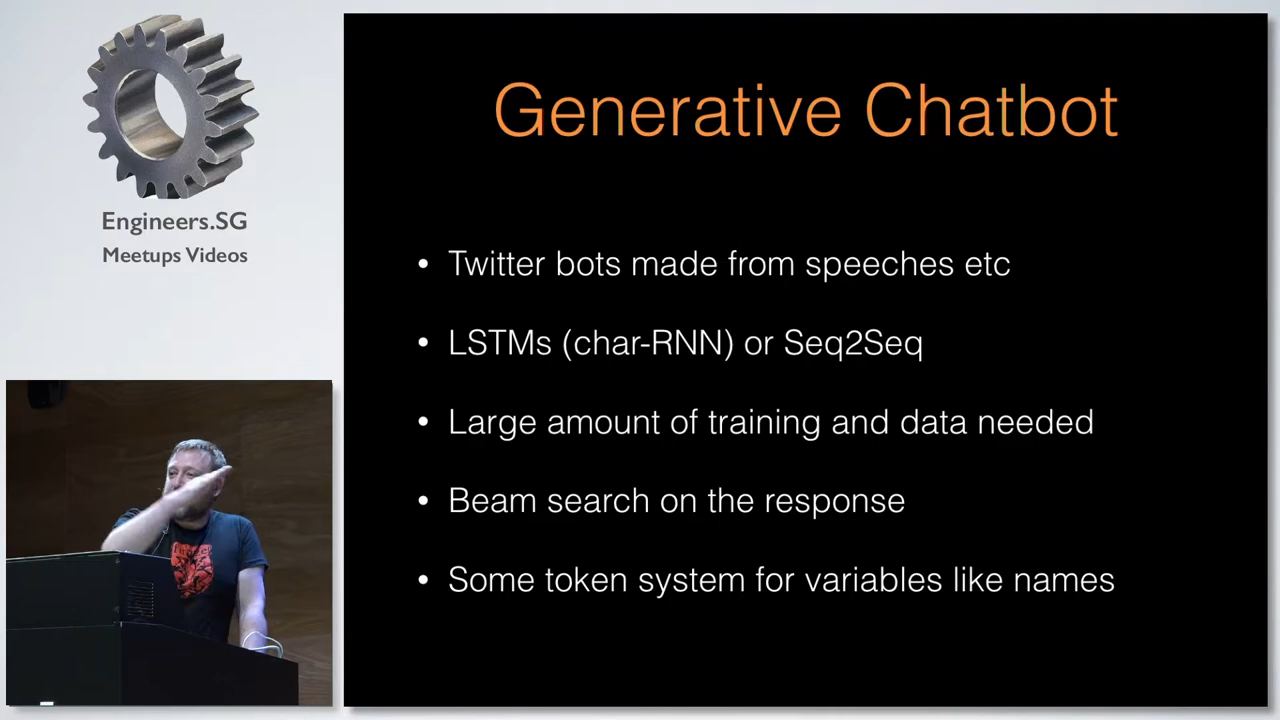 Engineers.SG
Meetups Videos
Generative Chatbot
• Twitter bots made from speeches etc
• LSTMs (char-RNN) or Seq2Seq
• Large amount of training and data needed
• Beam search on the response
• Some token system for variables like names